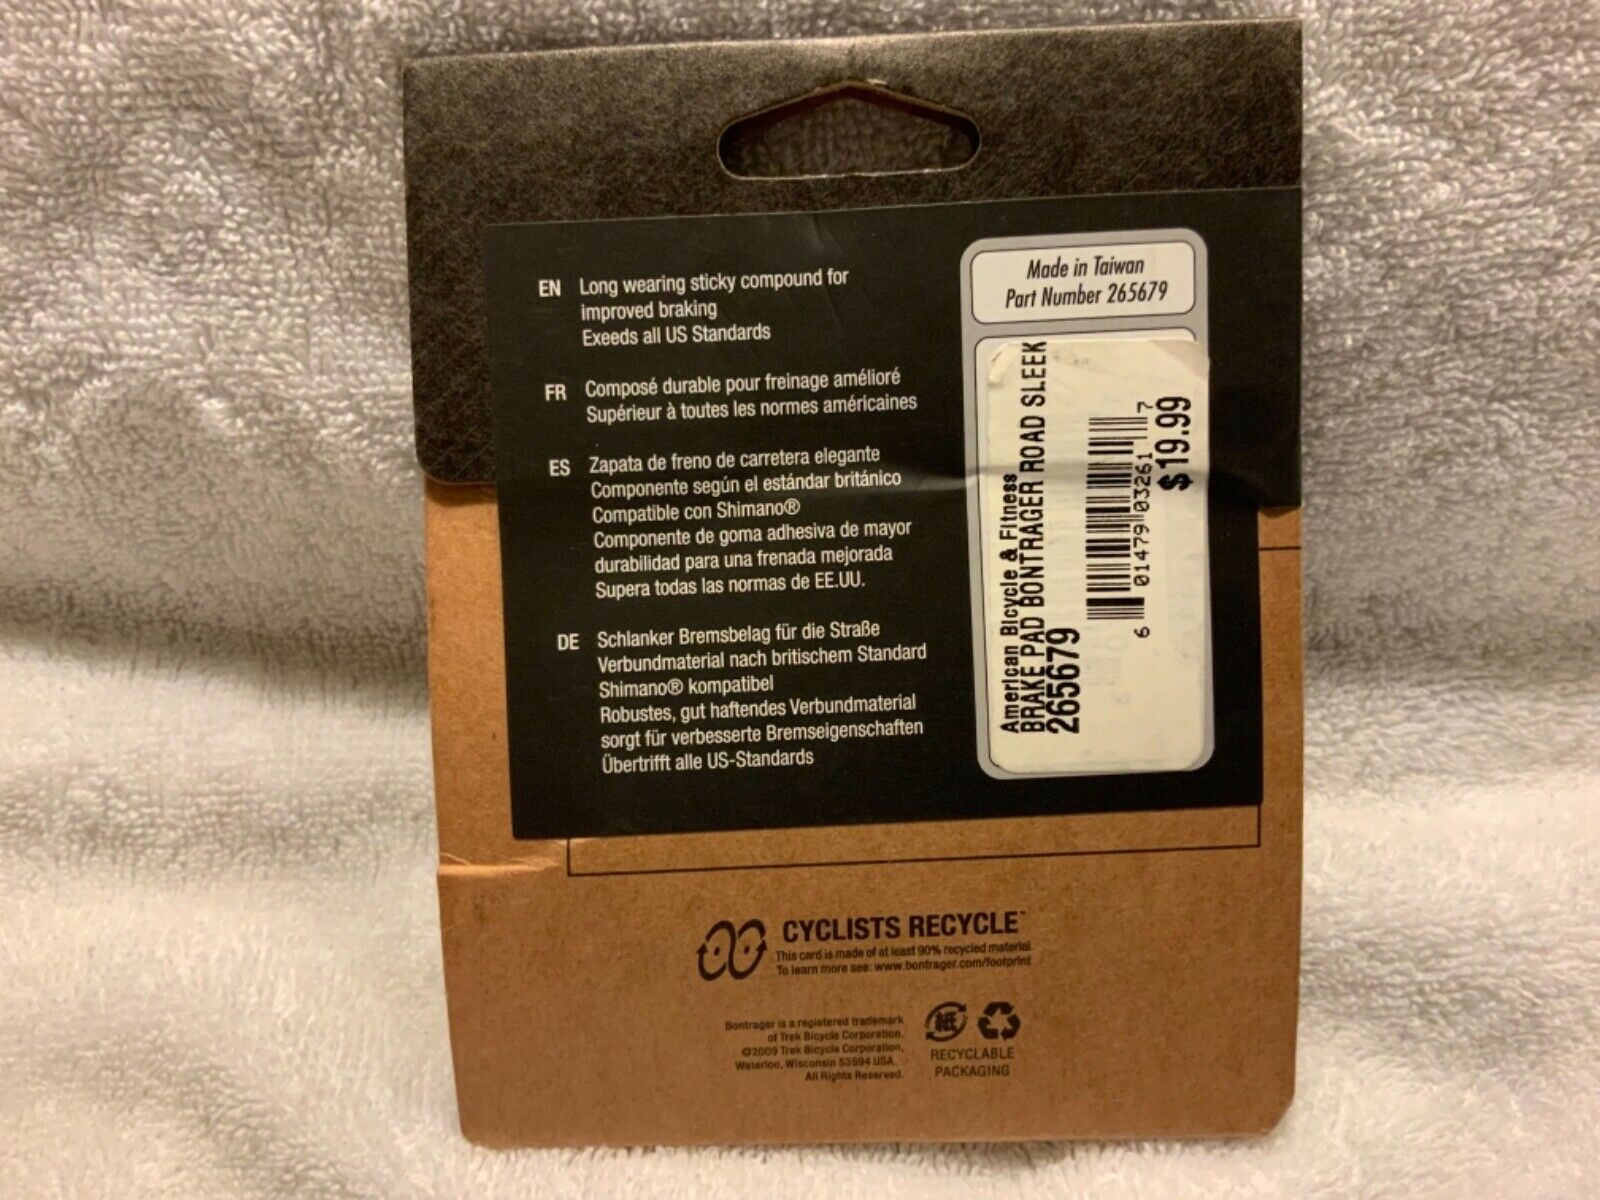 EN Long wearing sticky compound for
improved braking
Exceeds all US Standards
FR Composé durable pour freinage amélioré
Supérieur à toutes les normes américaines
ES Zapata de freno de carretera elegante
Componente según el estándar británico
Compatible con Shimano®
Componente de goma adhesiva de mayor
durabilidad para una frenada mejorada
Supera todas las normas de EE.UU.
DE Schlanker Bremsbelag für die Straße
Verbundmaterial nach britischem Standard
Shimano® kompatibel
Robustes, gut haftendes Verbundmaterial
sorgt für verbesserte Bremseigenschaften
Übertrifft alle US-Standards
Made in Taiwan
Part Number 265679
American Bicycle & Fitness
BRAKE PAD BONTRAGER ROAD SLEEK
265679
6 01479 03261 7
$19.99
CYCLISTS RECYCLE™
This card is made of at least 90% recycled material.
To learn more see: www.bontrager.com/footprint
Bontrager is a registered trademark
of Trek Bicycle Corporation.
©2009 Trek Bicycle Corporation,
Waterloo, Wisconsin 53594 USA.
All Rights Reserved.
紙
RECYCLABLE
PACKAGING